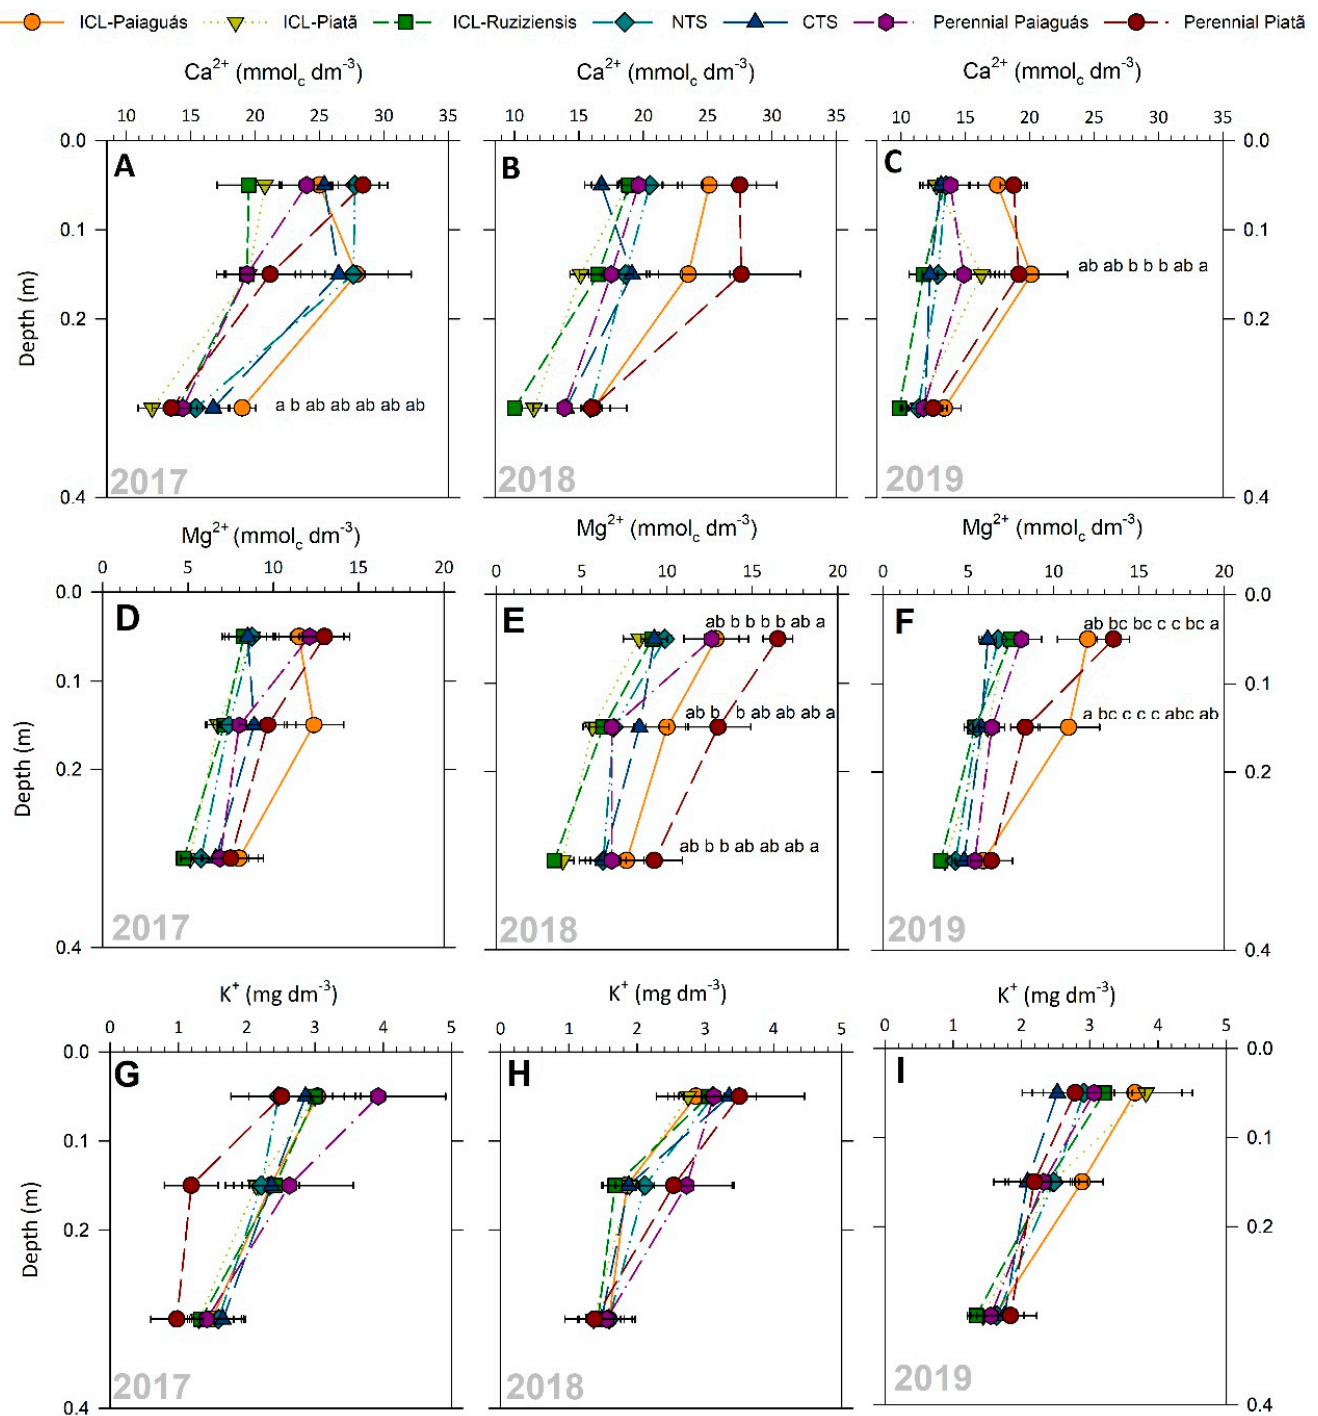 ICL-Paiaguás ICL-Piatã ICL-Ruziziensis NTS CTS Perennial Paiaguás Perennial Piatã
Ca2+ (mmolc dm-3) Ca2+ (mmolc dm-3) Ca2+ (mmolc dm-3)
10 15 20 25 30 35 10 15 20 25 30 35 10 15 20 25 30 35
0.0 0.0
A B C
0.1 0.1
ab ab b b b ab a
0.2 0.2
Depth (m)
a b ab ab ab ab ab
2017 2018 2019
0.4 0.4
Mg2+ (mmolc dm-3) Mg2+ (mmolc dm-3) Mg2+ (mmolc dm-3)
0 5 10 15 20 0 5 10 15 20 0 5 10 15 20
0.0 0.0
D E F
ab b b b b ab a ab bc bc c c bc a
0.1 0.1
ab b b ab ab ab a a bc c c c abc ab
0.2 0.2
Depth (m)
ab b b ab ab ab a
2017 2018 2019
0.4 0.4
K+ (mg dm-3) K+ (mg dm-3) K+ (mg dm-3)
0 1 2 3 4 5 0 1 2 3 4 5 0 1 2 3 4 5
0.0 0.0
G H I
0.1 0.1
0.2 0.2
Depth (m)
2017 2018 2019
0.4 0.4